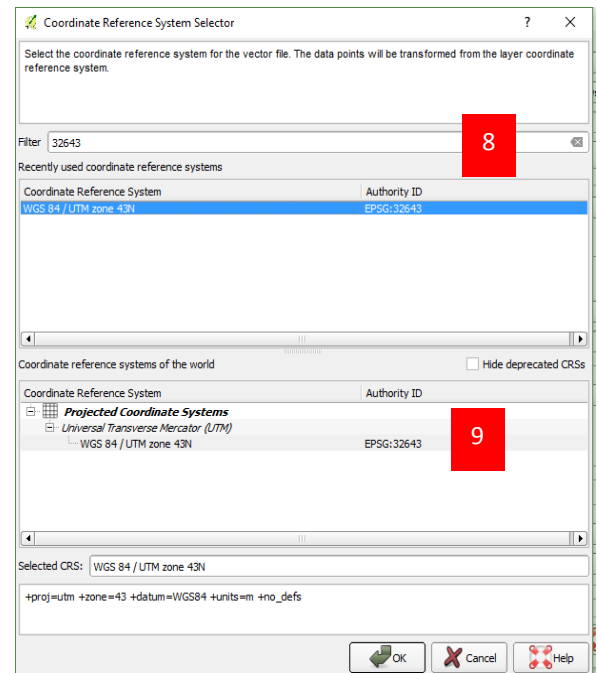 Coordinate Reference System Selector ? X
Select the coordinate reference system for the vector file. The data points will be transformed from the layer coordinate
reference system.
8
Filter 32643
Recently used coordinate reference systems
Coordinate Reference System Authority ID
WGS 84 / UTM zone 43N EPSG:32643
Coordinate reference systems of the world Hide deprecated CRSs
Coordinate Reference System Authority ID
Projected Coordinate Systems
Universal Transverse Mercator (UTM)
9
WGS 84 / UTM zone 43N EPSG:32643
Selected CRS: WGS 84 / UTM zone 43N
+proj=utm +zone=43 +datum=WGS84 +units=m +no_defs
OK Cancel Help